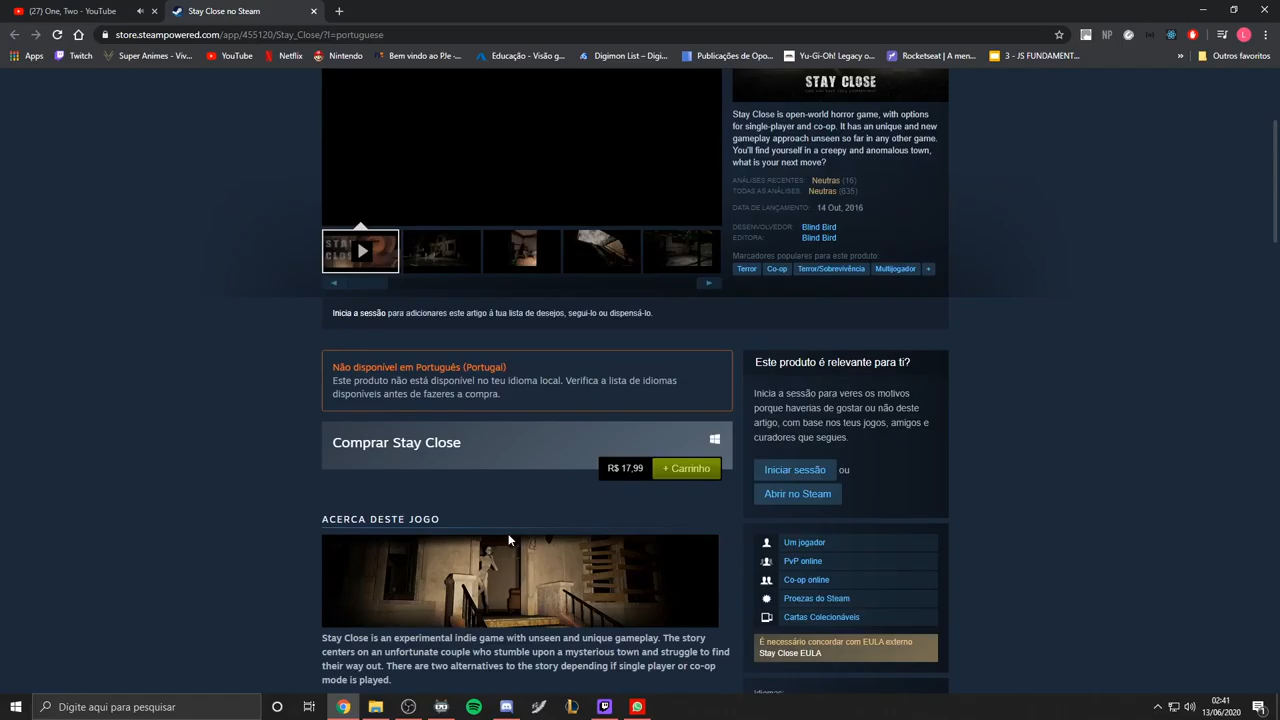 (27) One, Two - YouTube
Stay Close no Steam
store.steampowered.com/app/455120/Stay_Close/?l=portuguese
Apps
Twitch
Super Animes - Viv...
YouTube
Netflix
Nintendo
Bem vindo ao PJe -...
Educação - Visão g...
Digimon Story – Digi...
Publicações de Opo...
Yu-Gi-Oh! Legacy o...
Rocketseat | A men...
3 - JS FUNDAMENT...
»
Outros favoritos
NP
L
STAY CLOSE
Stay Close is open-world horror game, with options
for single-player and co-op. It has an unique and new
gameplay approach unseen so far in any other game.
You'll find yourself in a creepy and anomalous town,
what is your next move?
ANÁLISES RECENTES: Neutras (16)
TODAS AS ANÁLISES: Neutras (635)
DATA DE LANÇAMENTO: 14 Out, 2016
DESENVOLVEDOR: Blind Bird
EDITORA: Blind Bird
Marcadores populares para este produto:
Terror Co-op Terror/Sobrevivência Multijogador +
Inicia a sessão para adicionares este artigo à tua lista de desejos, segui-lo ou dispensá-lo.
Não disponível em Português (Portugal)
Este produto não está disponível no teu idioma local. Verifica a lista de idiomas
disponíveis antes de fazeres a compra.
Comprar Stay Close
R$ 17,99
+ Carrinho
Este produto é relevante para ti?
Inicia a sessão para veres os motivos
porque haverias de gostar ou não deste
artigo, com base nos teus jogos, amigos e
curadores que segues.
Iniciar sessão ou
Abrir no Steam
ACERCA DESTE JOGO
Stay Close is an experimental indie game with unseen and unique gameplay. The story
centers on an unfortunate couple who stumble upon a mysterious town and struggle to find
their way out. There are two alternatives to the story depending if single player or co-op
mode is played.
Um jogador
PvP online
Co-op online
Proezas do Steam
Cartas Colecionáveis
É necessário concordar com EULA externo
Stay Close EULA
Idiomas:
Digite aqui para pesquisar
02:41
13/06/2020